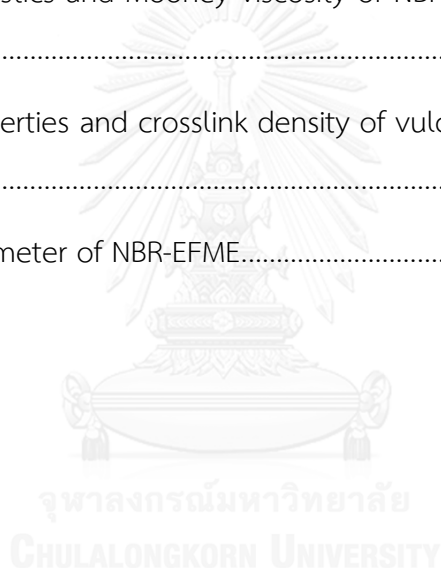 stics and Mooney viscosity of NBR
................................................................
erties and crosslink density of vulc
................................................................
meter of NBR-EFME..............................
จุฬาลงกรณ์มหาวิทยาลัย
CHULALONGKORN UNIVERSITY